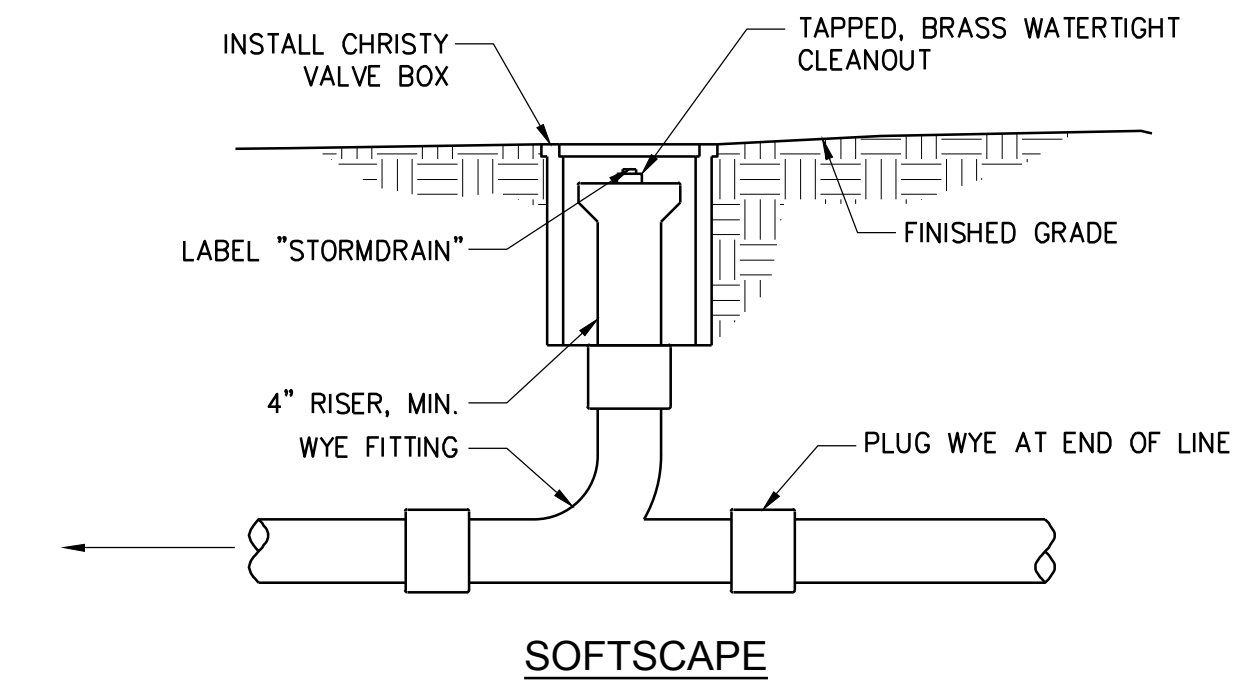 INSTALL CHRISTY
VALVE BOX
TAPPED, BRASS WATERTIGHT
CLEANOUT
LABEL "STORMDRAIN"
FINISHED GRADE
4" RISER, MIN.
WYE FITTING
PLUG WYE AT END OF LINE
SOFTSCAPE